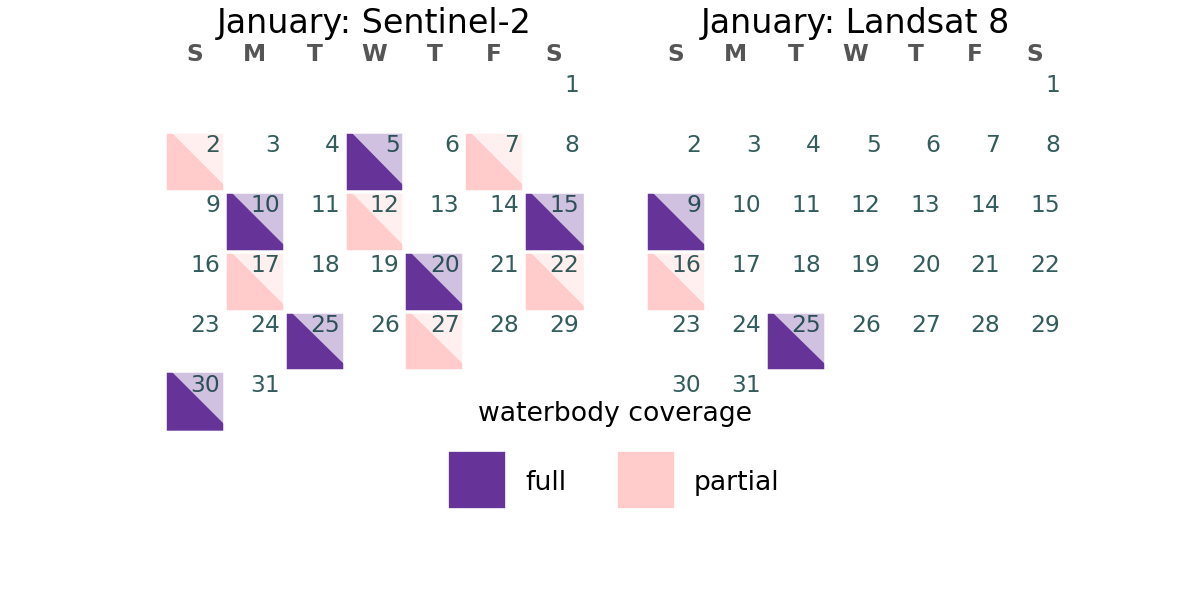 January: Sentinel-2
S M T W T F S
1
2 3 4 5 6 7 8
9 10 11 12 13 14 15
16 17 18 19 20 21 22
23 24 25 26 27 28 29
30 31
January: Landsat 8
S M T W T F S
1
2 3 4 5 6 7 8
9 10 11 12 13 14 15
16 17 18 19 20 21 22
23 24 25 26 27 28 29
30 31
waterbody coverage
full
partial